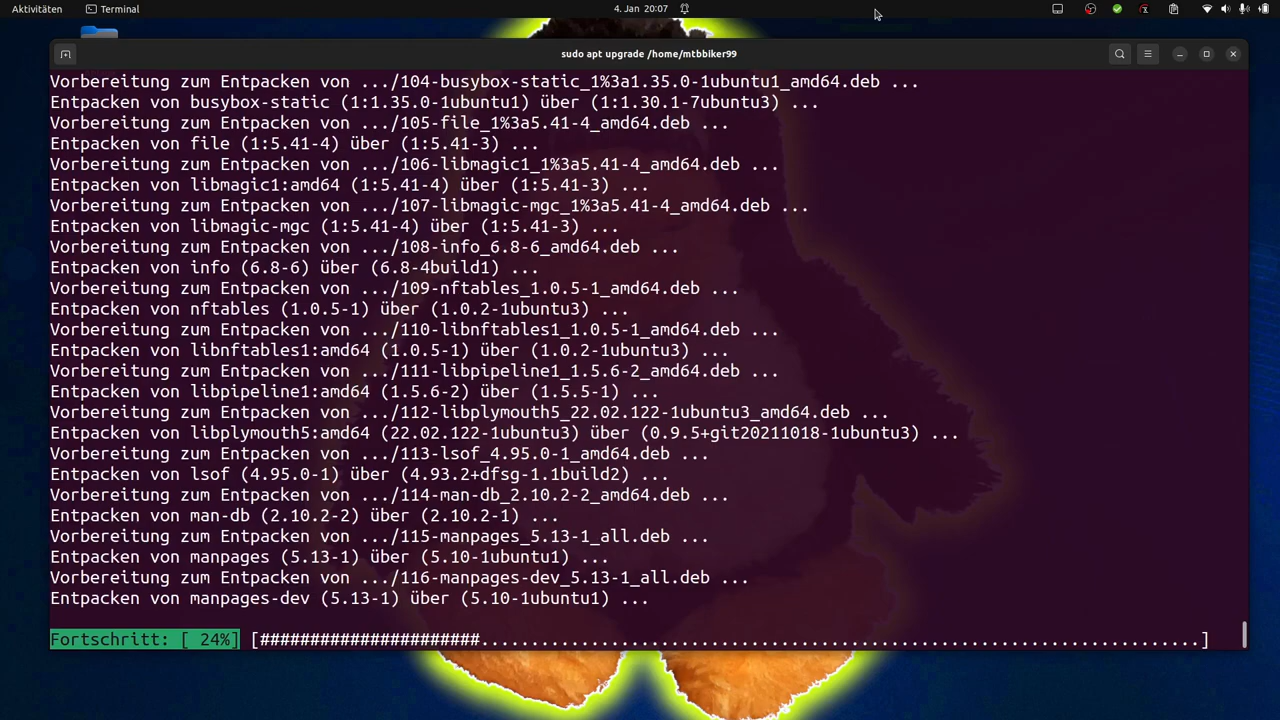 Aktivitäten
Terminal
4. Jan 20:07
sudo apt upgrade /home/mtbbiker99
Vorbereitung zum Entpacken von .../104-busybox-static_1%3a1.35.0-1ubuntu1_amd64.deb ...
Entpacken von busybox-static (1:1.35.0-1ubuntu1) über (1:1.30.1-7ubuntu3) ...
Vorbereitung zum Entpacken von .../105-file_1%3a5.41-4_amd64.deb ...
Entpacken von file (1:5.41-4) über (1:5.41-3) ...
Vorbereitung zum Entpacken von .../106-libmagic1_1%3a5.41-4_amd64.deb ...
Entpacken von libmagic1:amd64 (1:5.41-4) über (1:5.41-3) ...
Vorbereitung zum Entpacken von .../107-libmagic-mgc_1%3a5.41-4_amd64.deb ...
Entpacken von libmagic-mgc (1:5.41-4) über (1:5.41-3) ...
Vorbereitung zum Entpacken von .../108-info_6.8-6_amd64.deb ...
Entpacken von info (6.8-6) über (6.8-4build1) ...
Vorbereitung zum Entpacken von .../109-nftables_1.0.5-1_amd64.deb ...
Entpacken von nftables (1.0.5-1) über (1.0.2-1ubuntu3) ...
Vorbereitung zum Entpacken von .../110-libnftables1_1.0.5-1_amd64.deb ...
Entpacken von libnftables1:amd64 (1.0.5-1) über (1.0.2-1ubuntu3) ...
Vorbereitung zum Entpacken von .../111-libpipeline1_1.5.6-2_amd64.deb ...
Entpacken von libpipeline1:amd64 (1.5.6-2) über (1.5.5-1) ...
Vorbereitung zum Entpacken von .../112-libplymouth5_22.02.122-1ubuntu3_amd64.deb ...
Entpacken von libplymouth5:amd64 (22.02.122-1ubuntu3) über (0.9.5+git20211018-1ubuntu3) ...
Vorbereitung zum Entpacken von .../113-lsof_4.95.0-1_amd64.deb ...
Entpacken von lsof (4.95.0-1) über (4.93.2+dfsg-1.1build2) ...
Vorbereitung zum Entpacken von .../114-man-db_2.10.2-2_amd64.deb ...
Entpacken von man-db (2.10.2-2) über (2.10.2-1) ...
Vorbereitung zum Entpacken von .../115-manpages_5.13-1_all.deb ...
Entpacken von manpages (5.13-1) über (5.10-1ubuntu1) ...
Vorbereitung zum Entpacken von .../116-manpages-dev_5.13-1_all.deb ...
Entpacken von manpages-dev (5.13-1) über (5.10-1ubuntu1) ...
Fortschritt: [ 24%] [######################........................................................................]